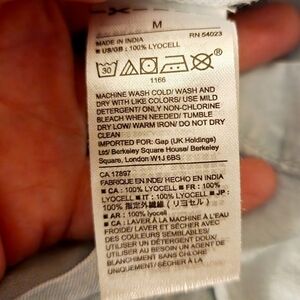 M
MADE IN INDIA RN 54023
■ US/GB : 100% LYOCELL
30
1166
MACHINE WASH COLD/ WASH AND
DRY WITH LIKE COLORS/ USE MILD
DETERGENT/ ONLY NON-CHLORINE
BLEACH WHEN NEEDED/ TUMBLE
DRY LOW/ WARM IRON/ DO NOT DRY
CLEAN
IMPORTED FOR: Gap (UK Holdings)
Ltd/ Berkeley Square House/ Berkeley
Square, London W1J 6BS
CA 17897
FABRIQUE EN INDE/ HECHO EN INDIA
■ CA : 100% LYOCELL ■ FR : 100%
LYOCELL ■ IT : 100% LYOCELL ■ JP :
100% 指定外繊維 (リヨセル)
■ AR : 100% lyocell
■ CA : LAVER À LA MACHINE À L'EAU
FROIDE/ LAVER ET SÉCHER AVEC
COULEURS SEMBLABLES/
UTILISER UN DÉTERGENT DOUX/
UTILISER AU BESOIN UN AGENT DE
BLANCHIMENT SANS CHLORE
UNIQUEMENT/ SÉCHER À LA